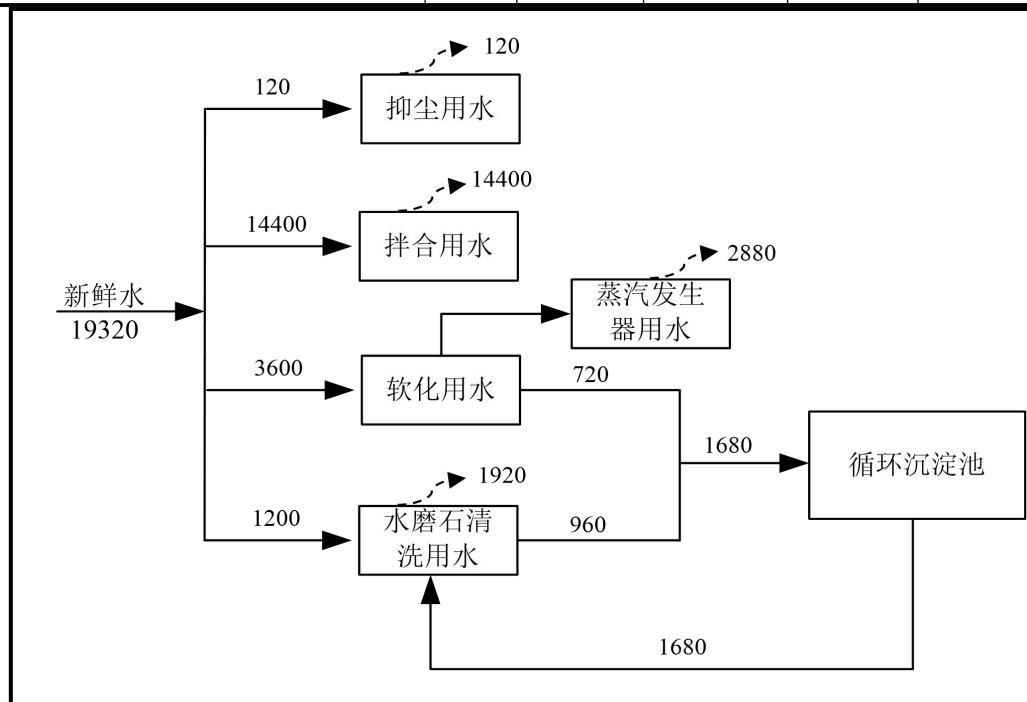 120
120
抑尘用水
14400
14400
拌合用水
2880
蒸汽发生
器用水
新鲜水
19320
3600
软化用水
720
1680
循环沉淀池
1920
1200
水磨石清
洗用水
960
1680